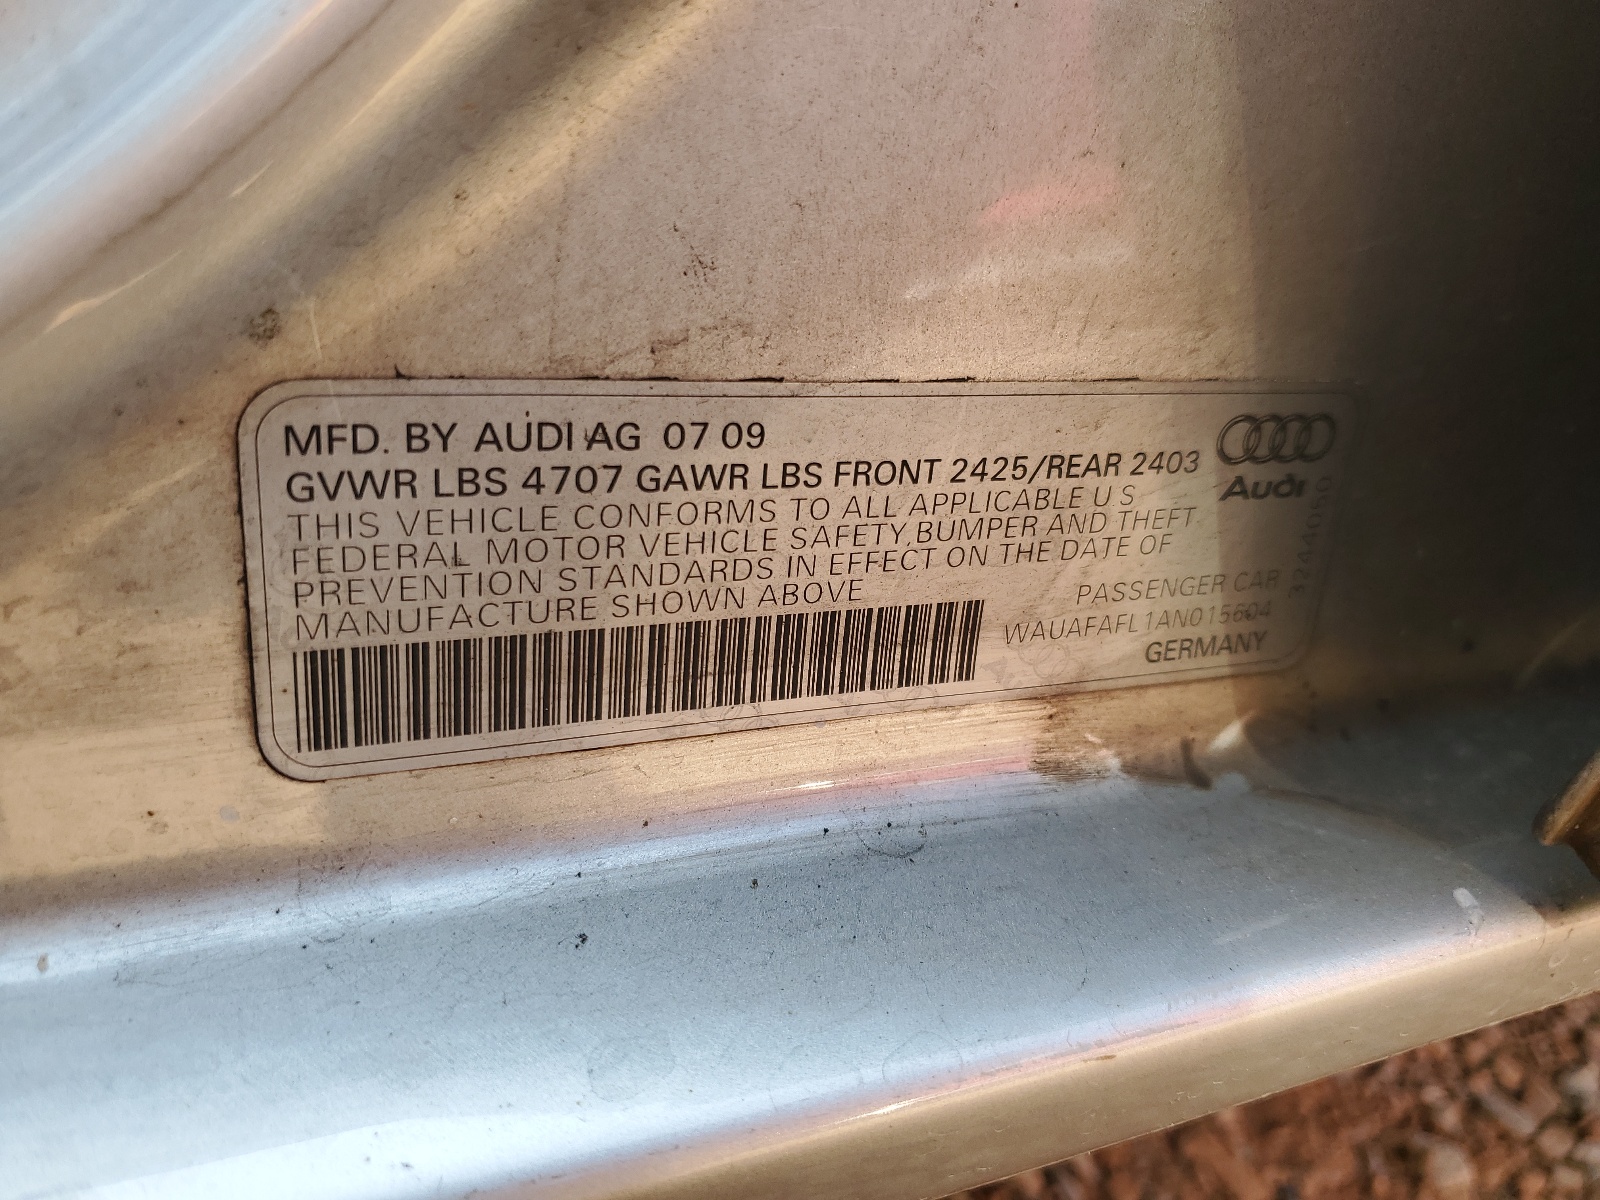 MFD. BY AUDI AG 07 09
GVWR LBS 4707 GAWR LBS FRONT 2425/REAR 2403
THIS VEHICLE CONFORMS TO ALL APPLICABLE U S
FEDERAL MOTOR VEHICLE SAFETY, BUMPER AND THEFT
PREVENTION STANDARDS IN EFFECT ON THE DATE OF
MANUFACTURE SHOWN ABOVE
Audi
PASSENGER CAR
WAUAFAFL1AN015604
GERMANY